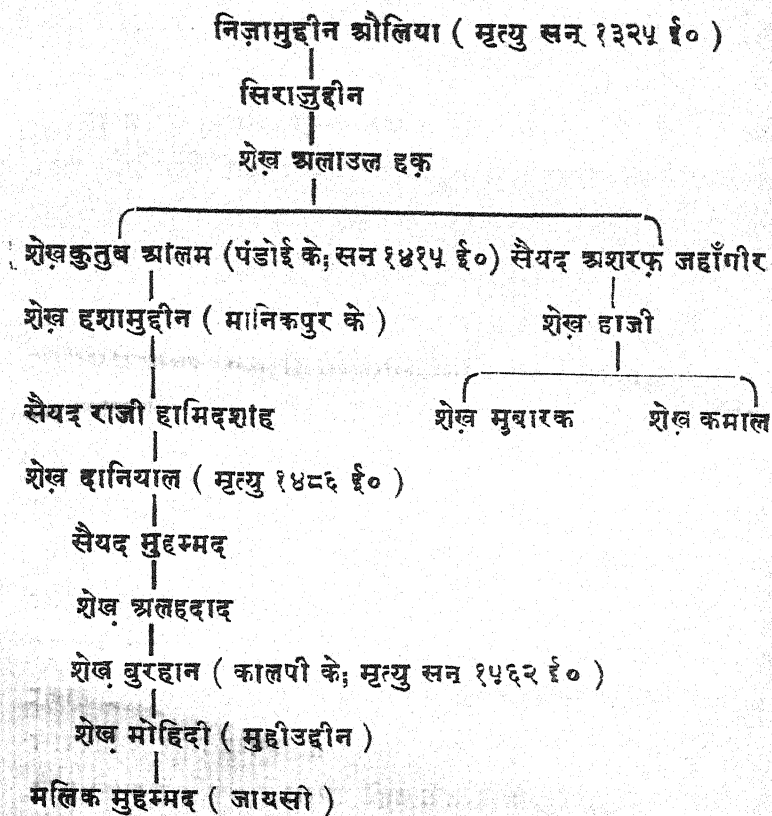 निज़ामुद्दीन औलिया ( मृत्यु सन् १३२५ ई० )
सिराजुद्दीन
शेख़ अलाउल हक़
शेख़कुतुब आलम (पंडोई के; सन् १४१५ ई०) सैयद अशरफ़ जहाँगीर
शेख़ हशामुद्दीन ( मानिकपुर के ) शेख़ हाजी
सैयद राजी हामिदशाह शेख़ मुबारक शेख़ कमाल
शेख़ दानियाल ( मृत्यु १४८६ ई० )
सैयद मुहम्मद
शेख़ अलहदाद
शेख़ बुरहान ( कालपी के; मृत्यु सन् १५६२ ई० )
शेख़ मोहिदी ( मुहीउद्दीन )
मलिक मुहम्मद ( जायसी )